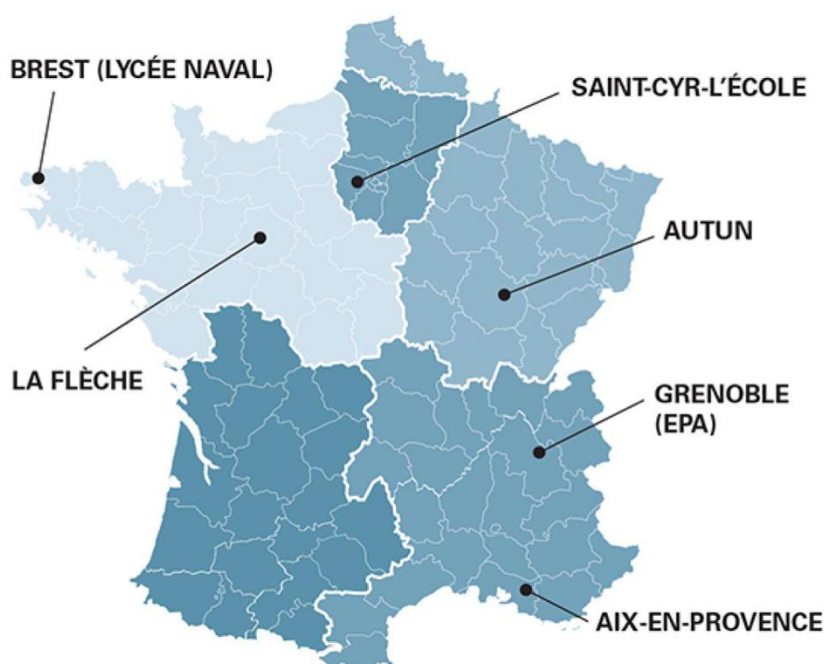 BREST (LYCÉE NAVAL)
SAINT-CYR-L'ÉCOLE
AUTUN
LA FLÈCHE
GRENOBLE
(EPA)
AIX-EN-PROVENCE